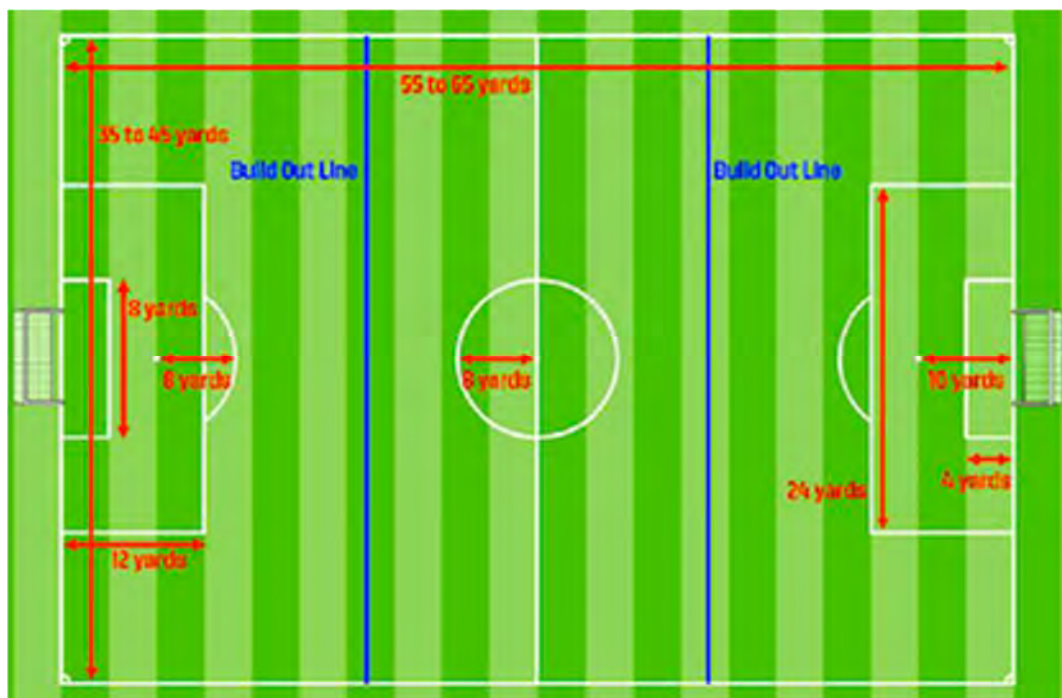 55 to 65 yards
35 to 45 yards
Build Out Line
Build Out Line
8 yards
8 yards
8 yards
10 yards
4 yards
24 yards
12 yards